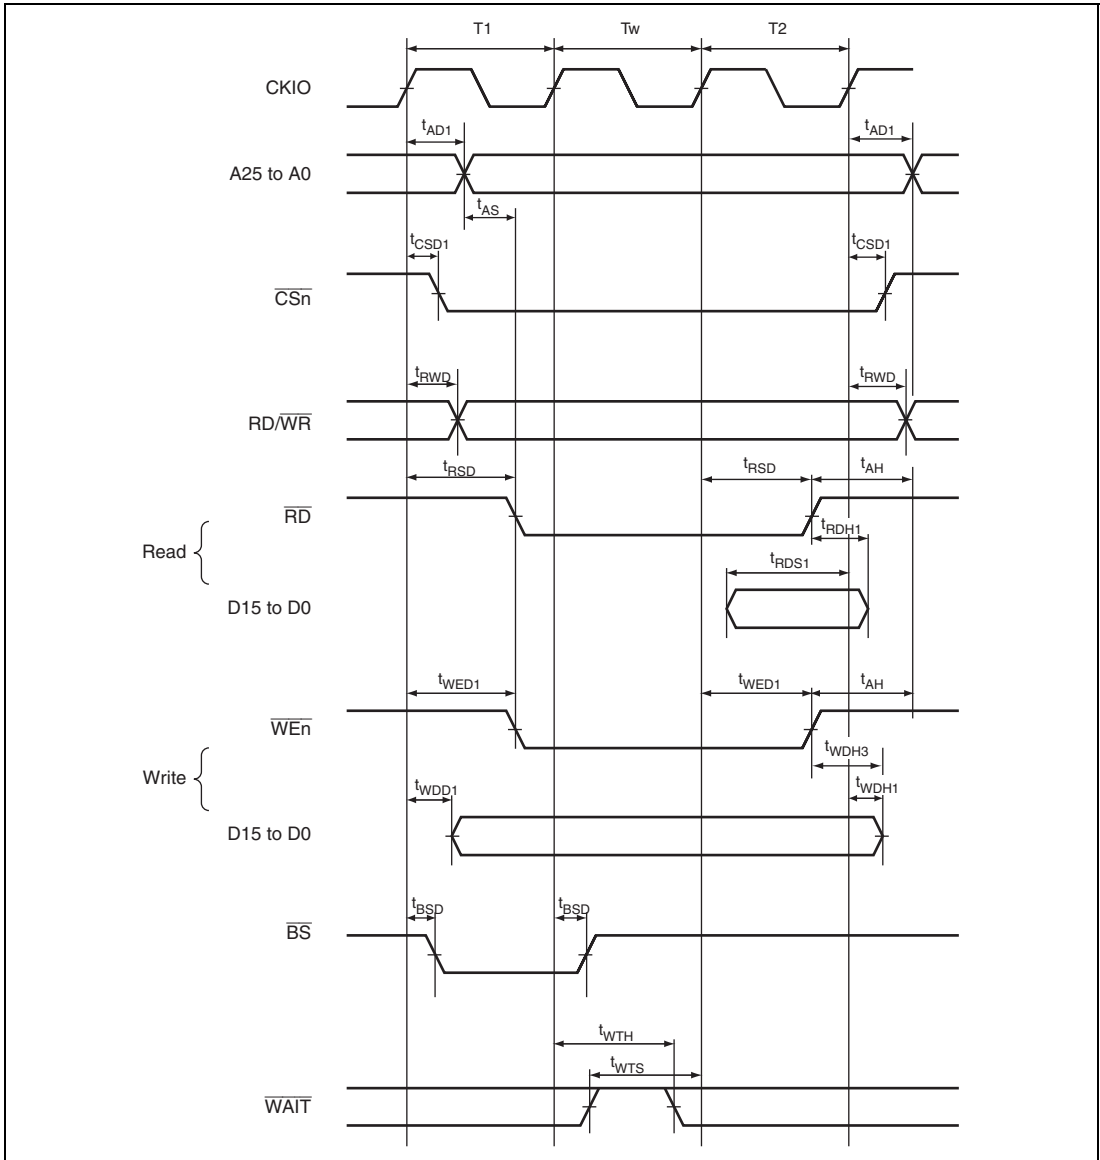 T1 Tw T2
CKIO
tAD1 tAD1
A25 to A0
tAS
tCSD1 tCSD1
CSn
tRWD tRWD
RD/WR
tRSD tRSD tAH
RD
tRDH1
Read
tRDS1
D15 to D0
tWED1 tWED1 tAH
WEn
tWDH3
Write
tWDD1 tWDH1
D15 to D0
tBSD tBSD
BS
tWTH
tWTS
WAIT